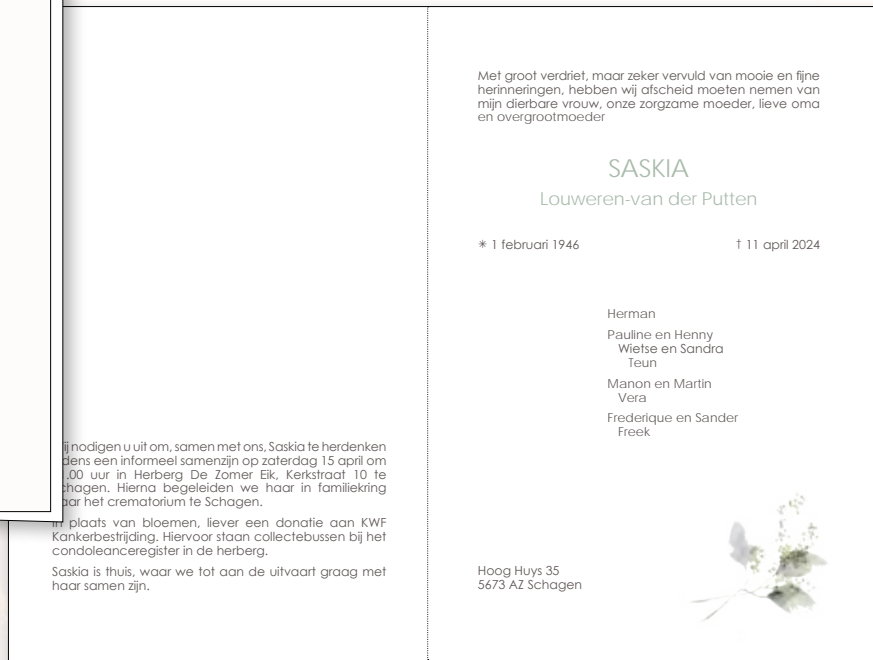 nodigen u uit om, samen met ons, Saskia te herdenken
een informeel samenzijn op zaterdag 15 april om
uur in Herberg De Zomer Eik, Kerkstraat 10 te
Hierna begeleiden we haar in familiekring
het crematorium te Schagen.
plaats van bloemen, liever een donatie aan KWF
Kankerbestrijding. Hiervoor staan collectebussen bij het
condoleanceregister in de herberg.
Saskia is thuis, waar we tot aan de uitvaart graag met
haar samen zijn.
Met groot verdriet, maar zeker vervuld van mooie en fijne
herinneringen, hebben wij afscheid moeten nemen van
mijn dierbare vrouw, onze zorgzame moeder, lieve oma
en overgrootmoeder
SASKIA
Louweren-van der Putten
✳ 1 februari 1946 † 11 april 2024
Herman
Pauline en Henny
Wietse en Sandra
Teun
Manon en Martin
Vera
Frederique en Sander
Freek
Hoog Huys 35
5673 AZ Schagen